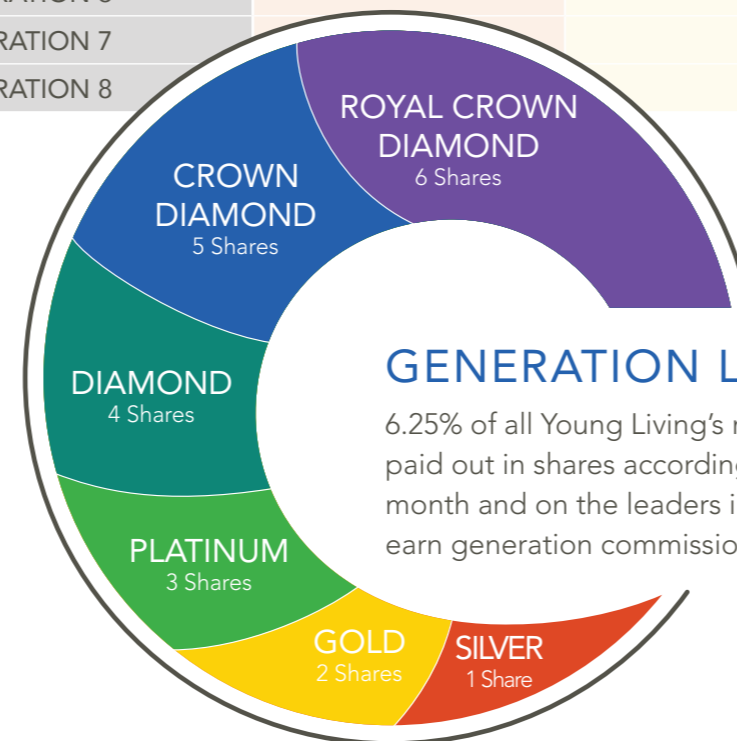 RATION 7
RATION 8
ROYAL CROWN
DIAMOND
6 Shares
CROWN
DIAMOND
5 Shares
DIAMOND
4 Shares
GENERATION L
6.25% of all Young Living's
paid out in shares according
month and on the leaders i
earn generation commissio
PLATINUM
3 Shares
GOLD
2 Shares
SILVER
1 Share